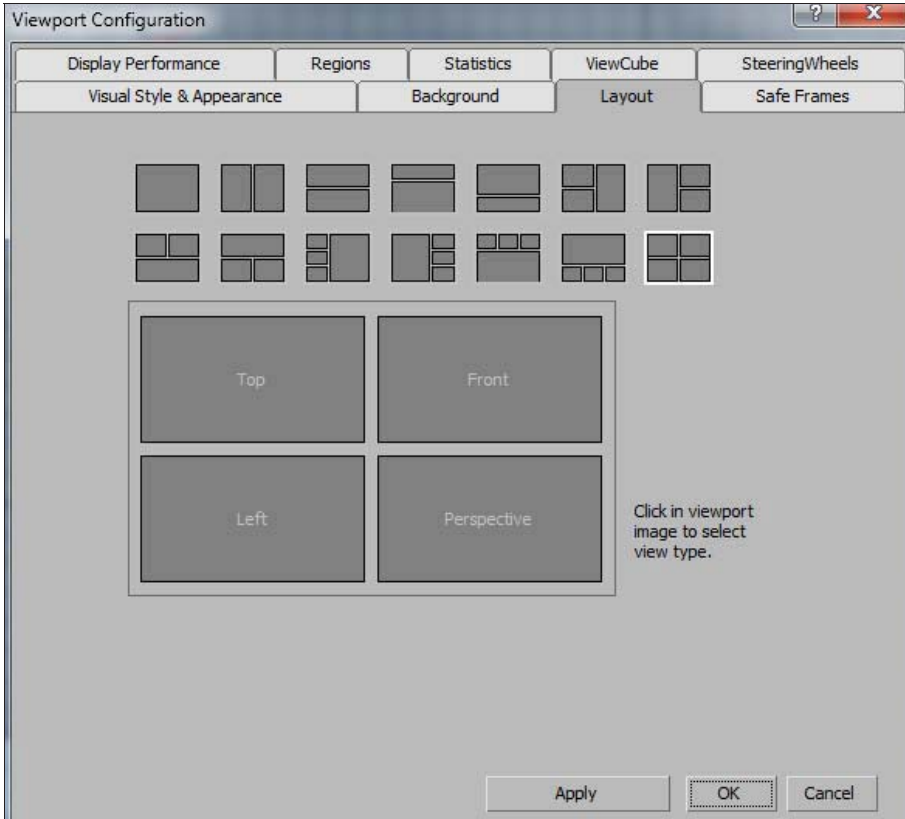 Viewport Configuration
?
X
Display Performance
Regions
Statistics
ViewCube
SteeringWheels
Visual Style & Appearance
Background
Layout
Safe Frames
Top
Front
Left
Perspective
Click in viewport
image to select
view type.
Apply
OK
Cancel